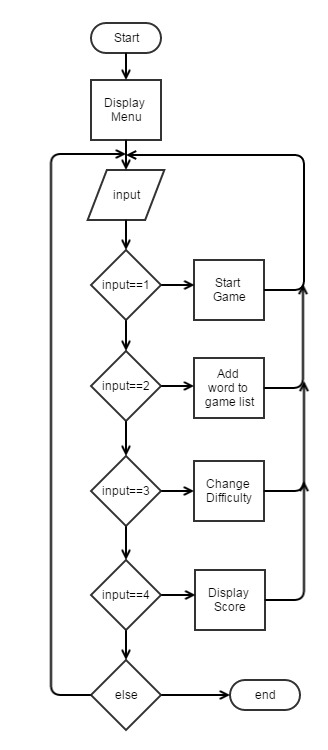 Start
Display
Menu
input
input==1
Start
Game
input==2
Add
word to
game list
input==3
Change
Difficulty
input==4
Display
Score
else
end